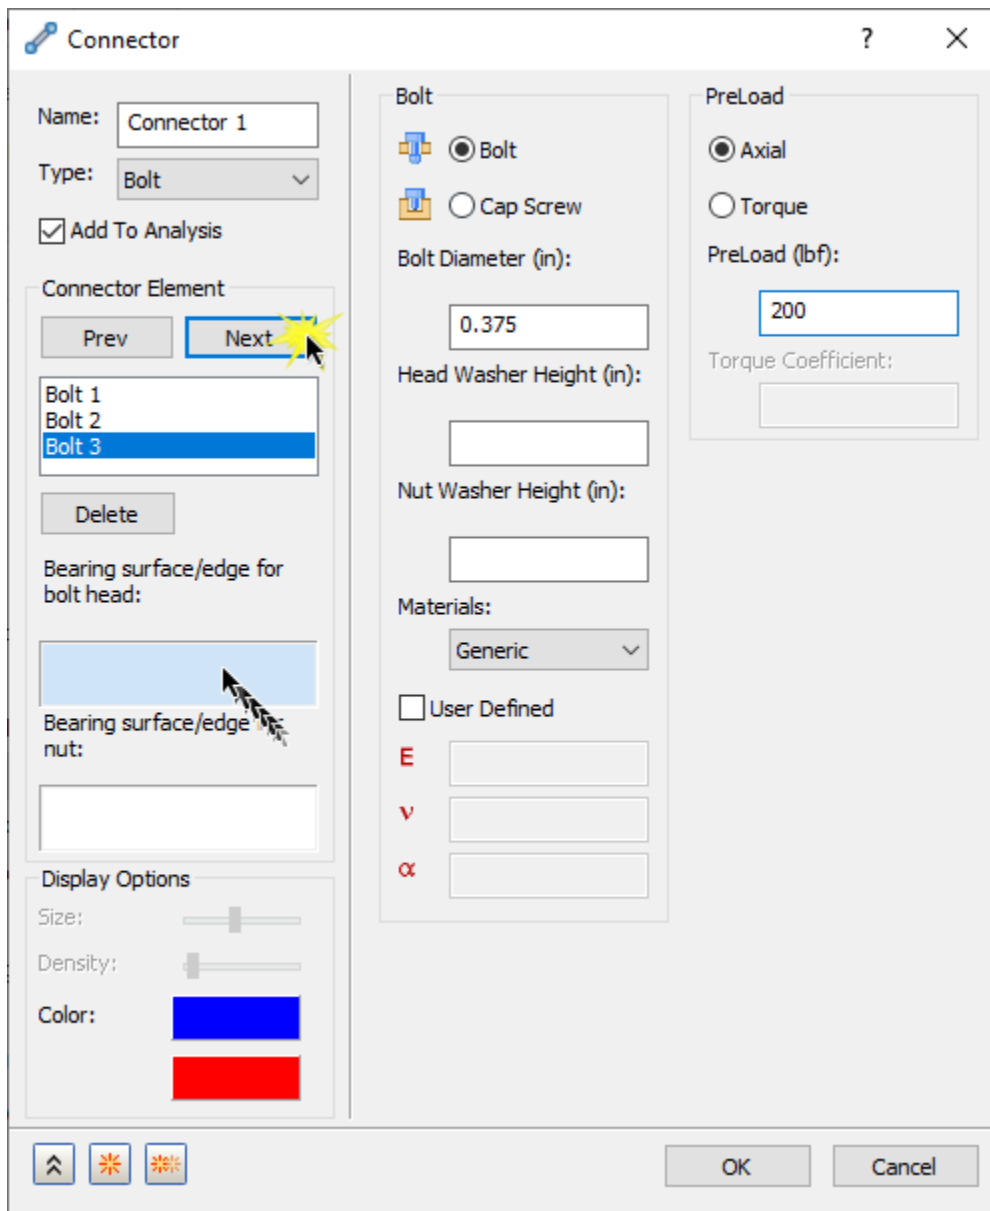 Connector
?
Name:
Connector 1
Type:
Bolt
Add To Analysis
Connector Element
Prev
Next
Bolt 1
Bolt 2
Bolt 3
Delete
Bearing surface/edge for
bolt head:
Bearing surface/edge
nut:
Display Options
Size:
Density:
Color:
Bolt
Bolt
Cap Screw
Bolt Diameter (in):
0.375
Head Washer Height (in):
Nut Washer Height (in):
Materials:
Generic
User Defined
E
ν
α
PreLoad
Axial
Torque
PreLoad (lbf):
200
Torque Coefficient:
OK
Cancel